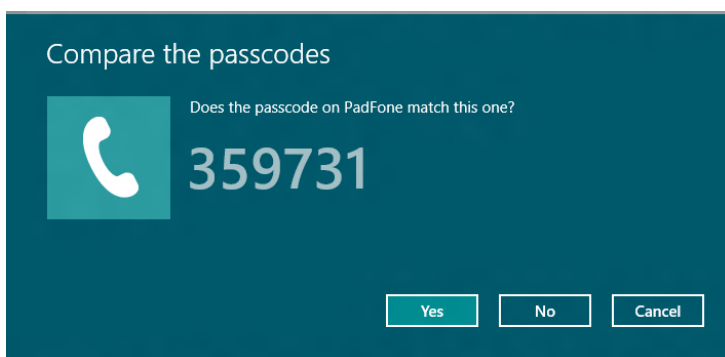 Compare the passcodes
Does the passcode on PadFone match this one?
359731
Yes No Cancel